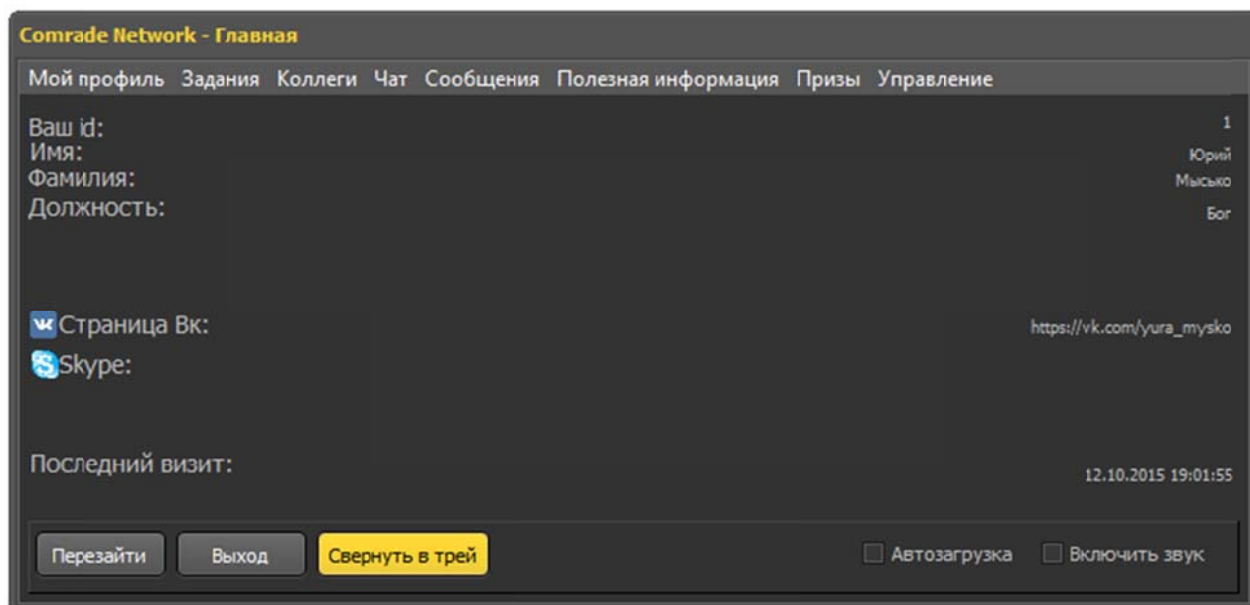 Comrade Network - Главная
Мой профиль Задания Коллеги Чат Сообщения Полезная информация Призы Управление
Ваш id: 1
Имя: Юрий
Фамилия: Мысько
Должность: Бог
Страница Вк: https://vk.com/yura_mysko
Skype:
Последний визит: 12.10.2015 19:01:55
Перезайти Выход Свернуть в трей Автозагрузка Включить звук